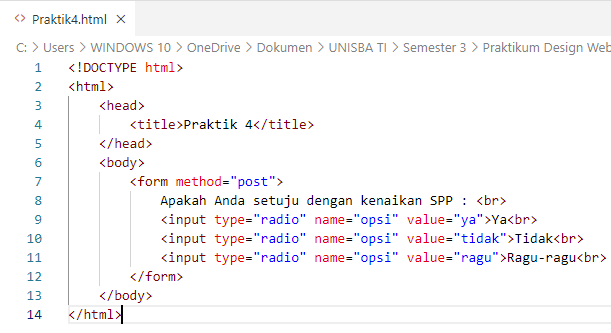 <> Praktik4.html ×
C: > Users > WINDOWS 10 > OneDrive > Dokumen > UNISBA TI > Semester 3 > Praktikum Design Web
1 <!DOCTYPE html>
2 <html>
3 <head>
4 <title>Praktik 4</title>
5 </head>
6 <body>
7 <form method="post">
8 Apakah Anda setuju dengan kenaikan SPP : <br>
9 <input type="radio" name="opsi" value="ya">Ya<br>
10 <input type="radio" name="opsi" value="tidak">Tidak<br>
11 <input type="radio" name="opsi" value="ragu">Ragu-ragu<br>
12 </form>
13 </body>
14 </html>